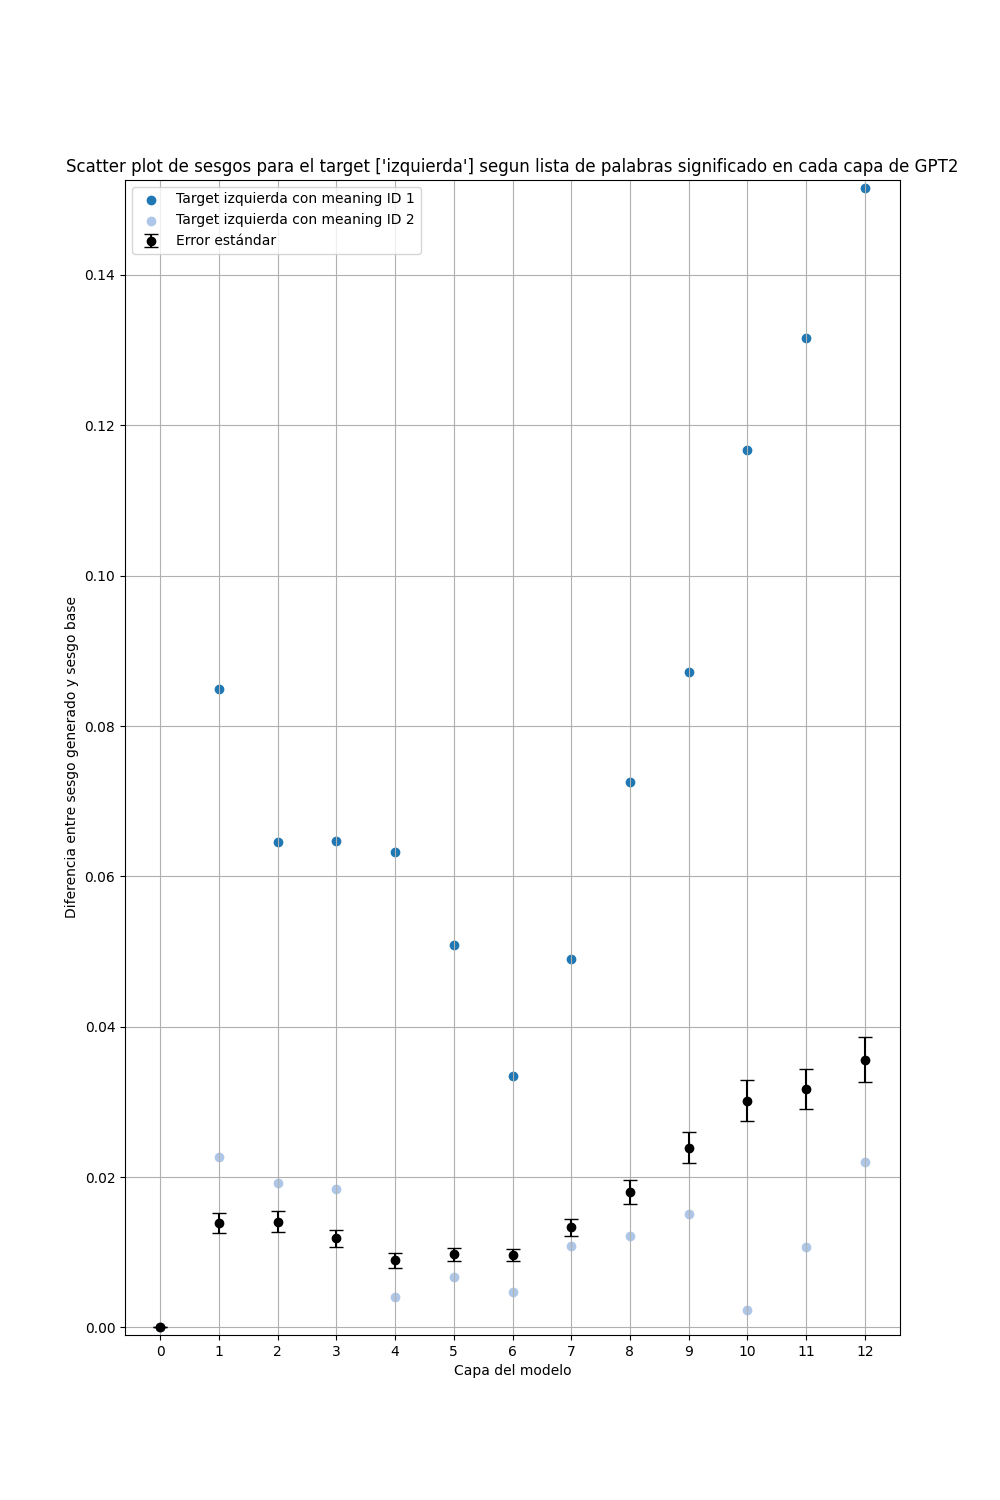 Scatter plot de sesgos para el target ['izquierda'] segun lista de palabras significado en cada capa de GPT2
Target izquierda con meaning ID 1
Target izquierda con meaning ID 2
Error estándar
0.14
0.12
0.10
0.08
0.06
0.04
0.02
0.00
Diferencia entre sesgo generado y sesgo base
0 1 2 3 4 5 6 7 8 9 10 11 12
Capa del modelo